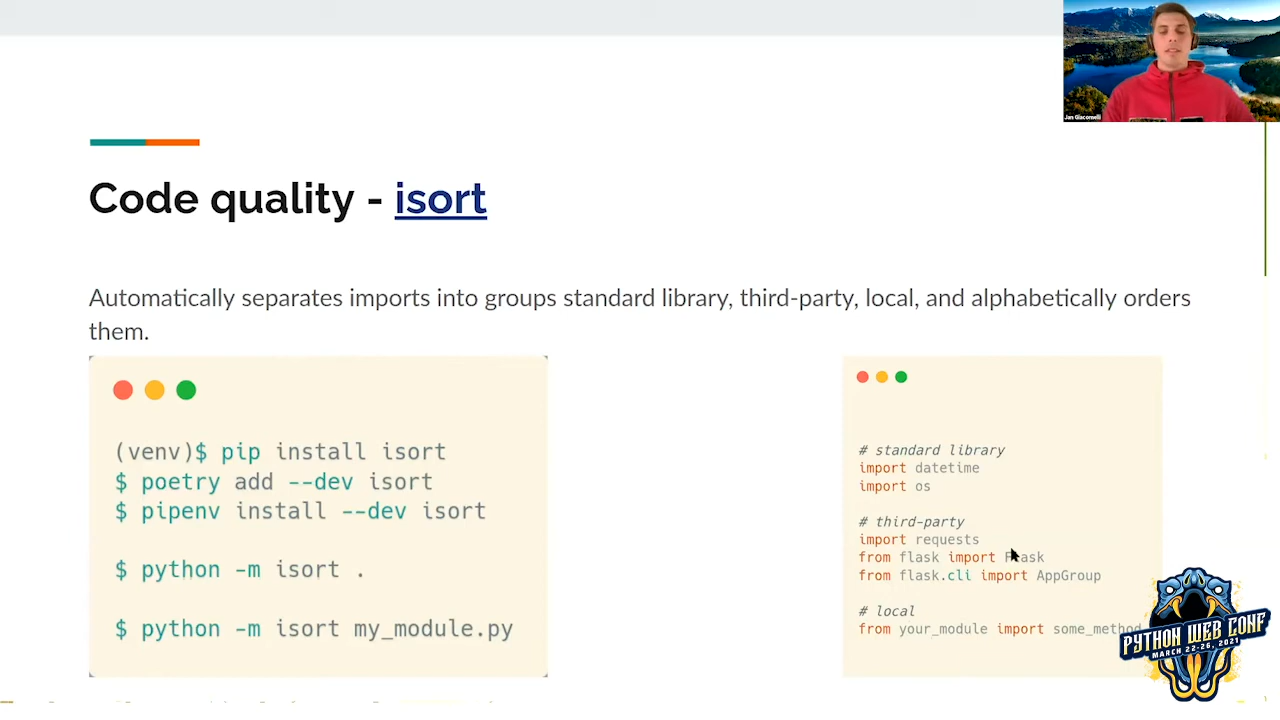 Jan Giacomelli
Code quality - isort
Automatically separates imports into groups standard library, third-party, local, and alphabetically orders
them.
(venv)$ pip install isort
$ poetry add --dev isort
$ pipenv install --dev isort
$ python -m isort .
$ python -m isort my_module.py
# standard library
import datetime
import os
# third-party
import requests
from flask import Flask
from flask.cli import AppGroup
# local
from your_module import some_method
PYTHON WEB CONF
MARCH 22-26, 2021